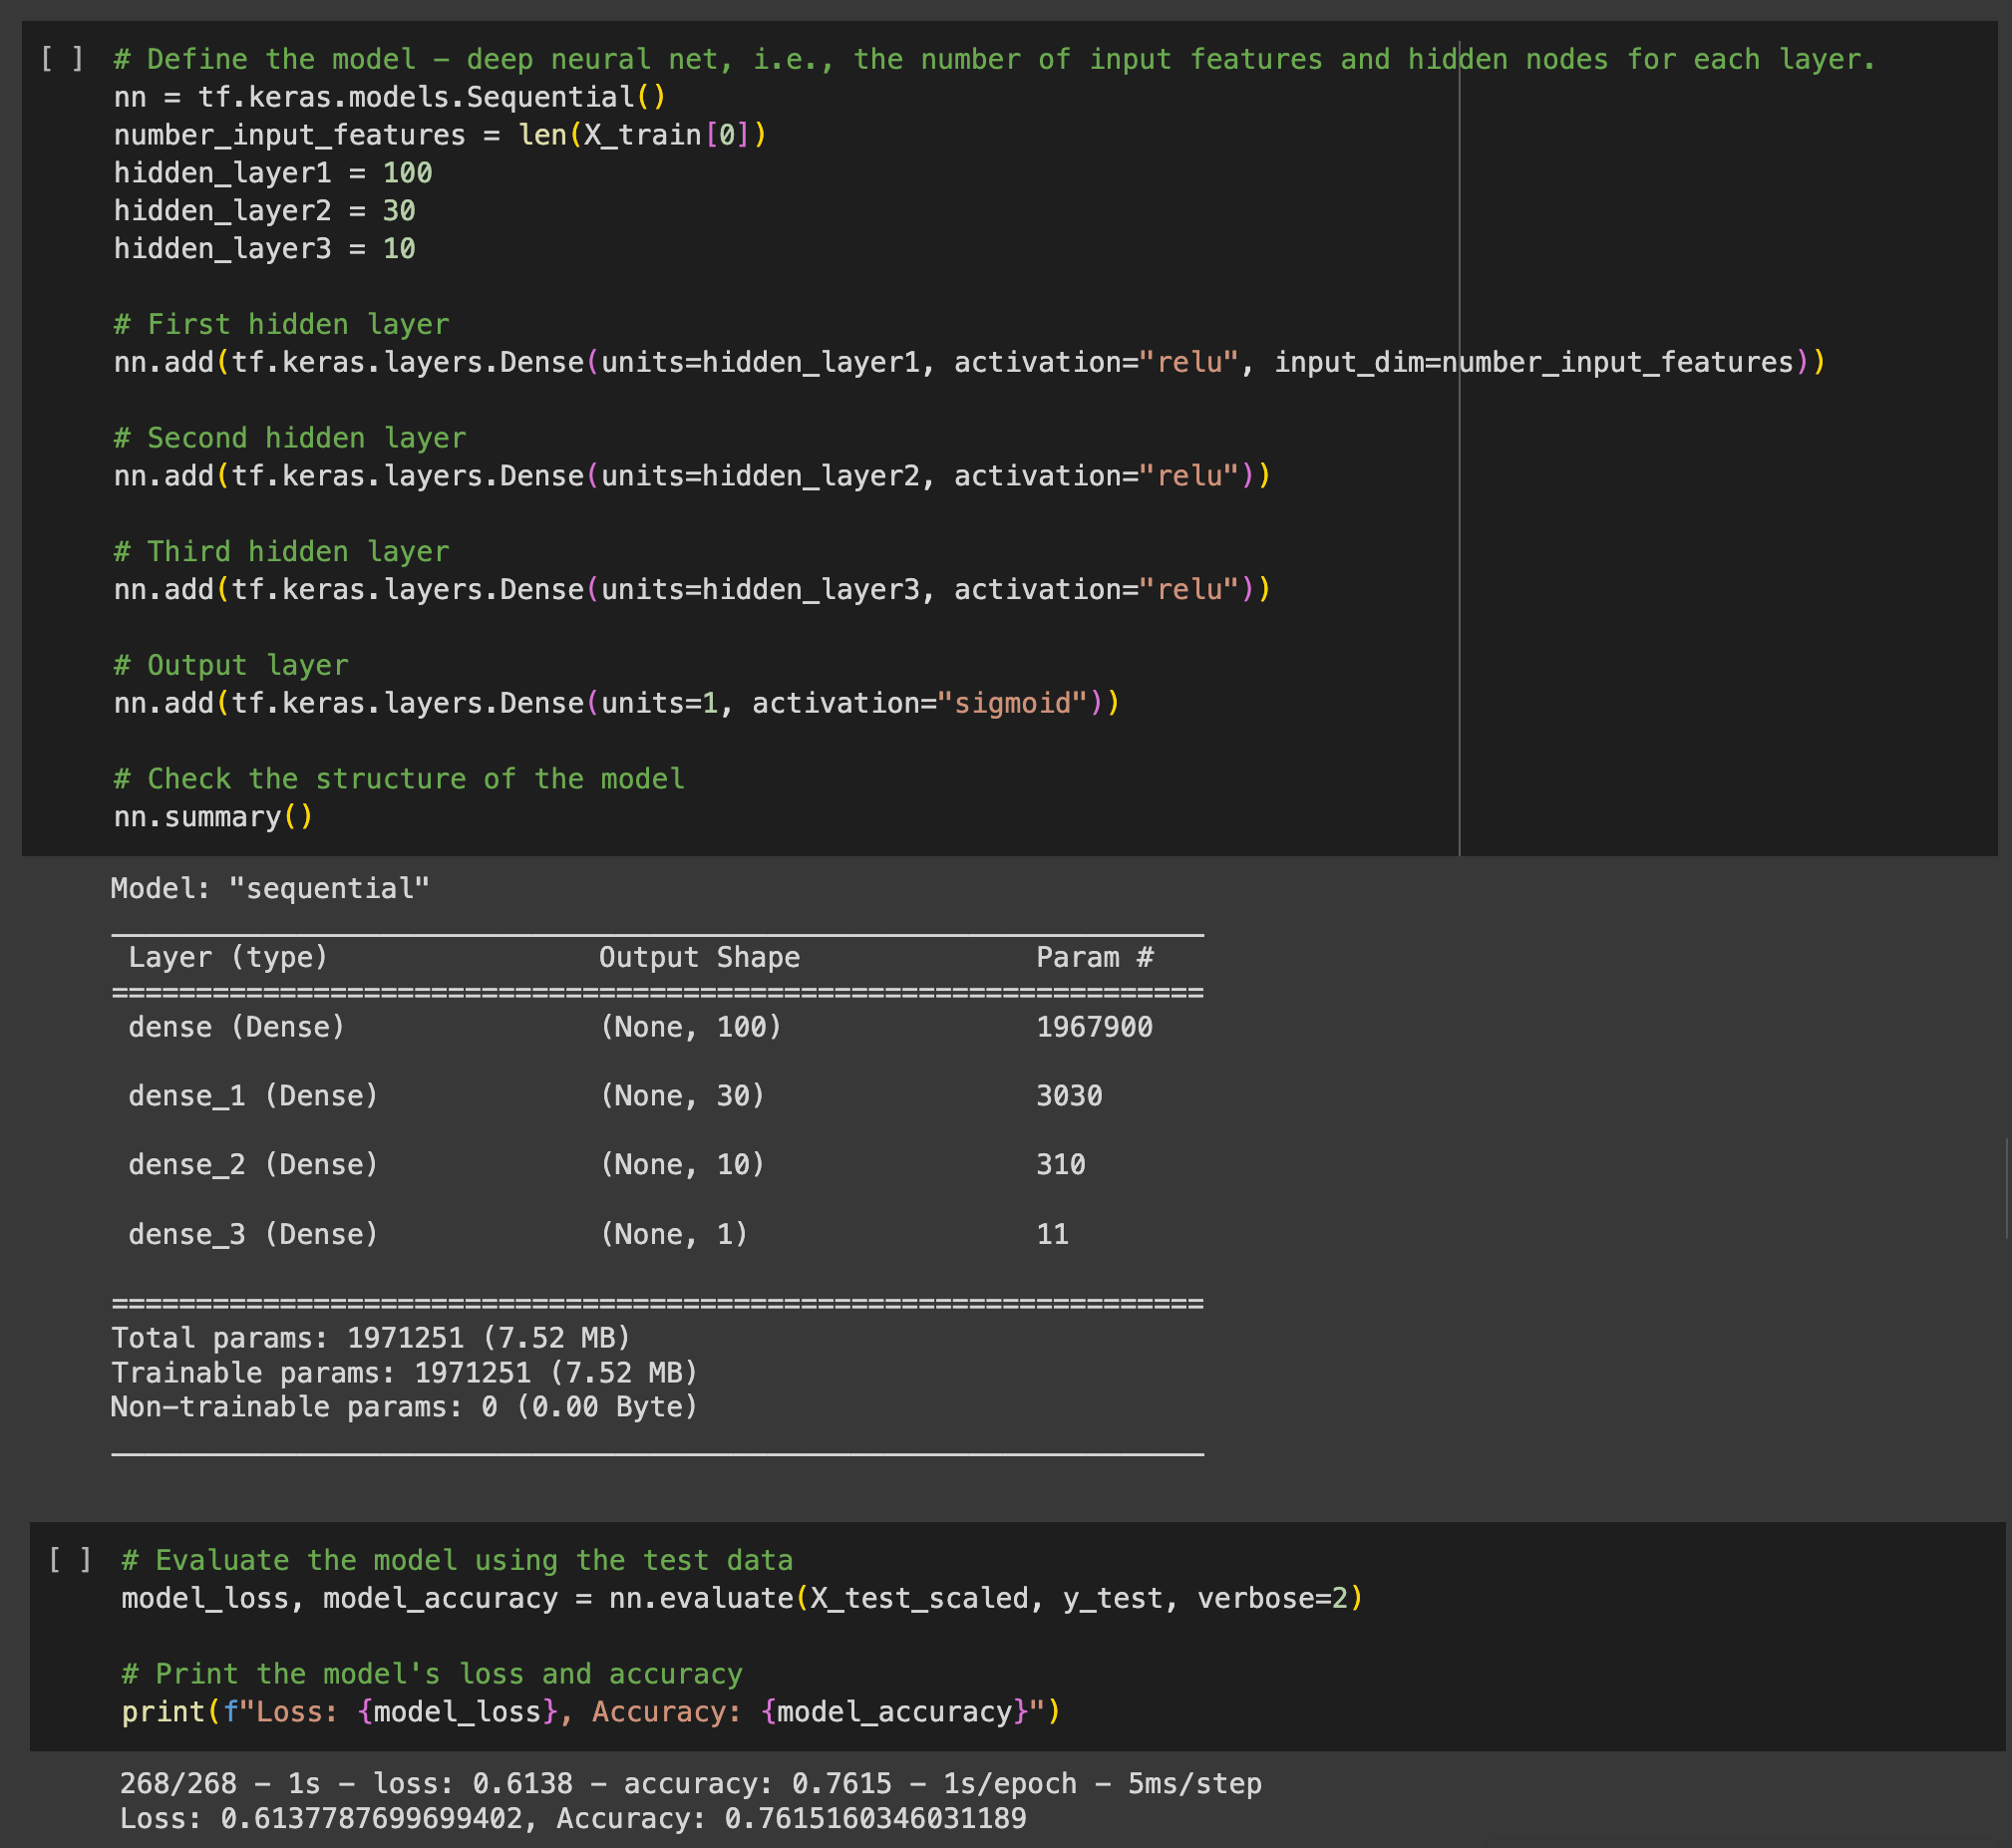 [ ] # Define the model – deep neural net, i.e., the number of input features and hidden nodes for each layer.
nn = tf.keras.models.Sequential()
number_input_features = len(X_train[0])
hidden_layer1 = 100
hidden_layer2 = 30
hidden_layer3 = 10
# First hidden layer
nn.add(tf.keras.layers.Dense(units=hidden_layer1, activation="relu", input_dim=number_input_features))
# Second hidden layer
nn.add(tf.keras.layers.Dense(units=hidden_layer2, activation="relu"))
# Third hidden layer
nn.add(tf.keras.layers.Dense(units=hidden_layer3, activation="relu"))
# Output layer
nn.add(tf.keras.layers.Dense(units=1, activation="sigmoid"))
# Check the structure of the model
nn.summary()
Model: "sequential"
_________________________________________________________________
Layer (type) Output Shape Param #
=================================================================
dense (Dense) (None, 100) 1967900
dense_1 (Dense) (None, 30) 3030
dense_2 (Dense) (None, 10) 310
dense_3 (Dense) (None, 1) 11
=================================================================
Total params: 1971251 (7.52 MB)
Trainable params: 1971251 (7.52 MB)
Non-trainable params: 0 (0.00 Byte)
_________________________________________________________________
[ ] # Evaluate the model using the test data
model_loss, model_accuracy = nn.evaluate(X_test_scaled, y_test, verbose=2)
# Print the model's loss and accuracy
print(f"Loss: {model_loss}, Accuracy: {model_accuracy}")
268/268 - 1s - loss: 0.6138 - accuracy: 0.7615 - 1s/epoch - 5ms/step
Loss: 0.6137787699699402, Accuracy: 0.7615160346031189